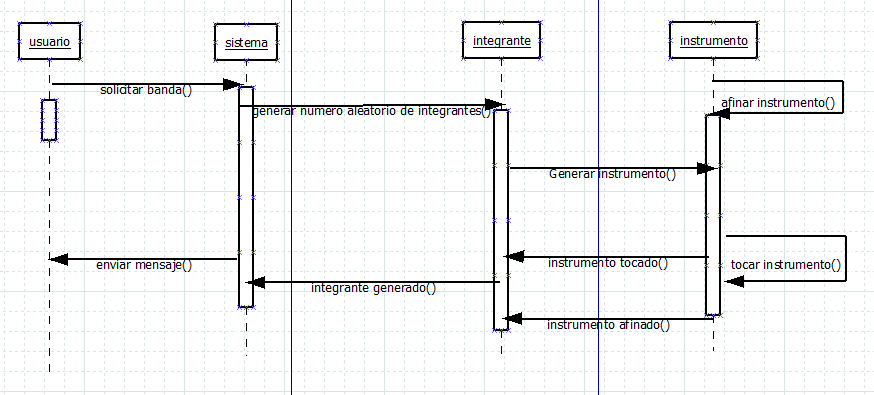 usuario
sistema
integrante
instrumento
solicitar banda()
afinar instrumento()
generar numero aleatorio de integrantes()
Generar instrumento()
enviar mensaje()
instrumento tocado()
tocar instrumento()
integrante generado()
instrumento afinado()